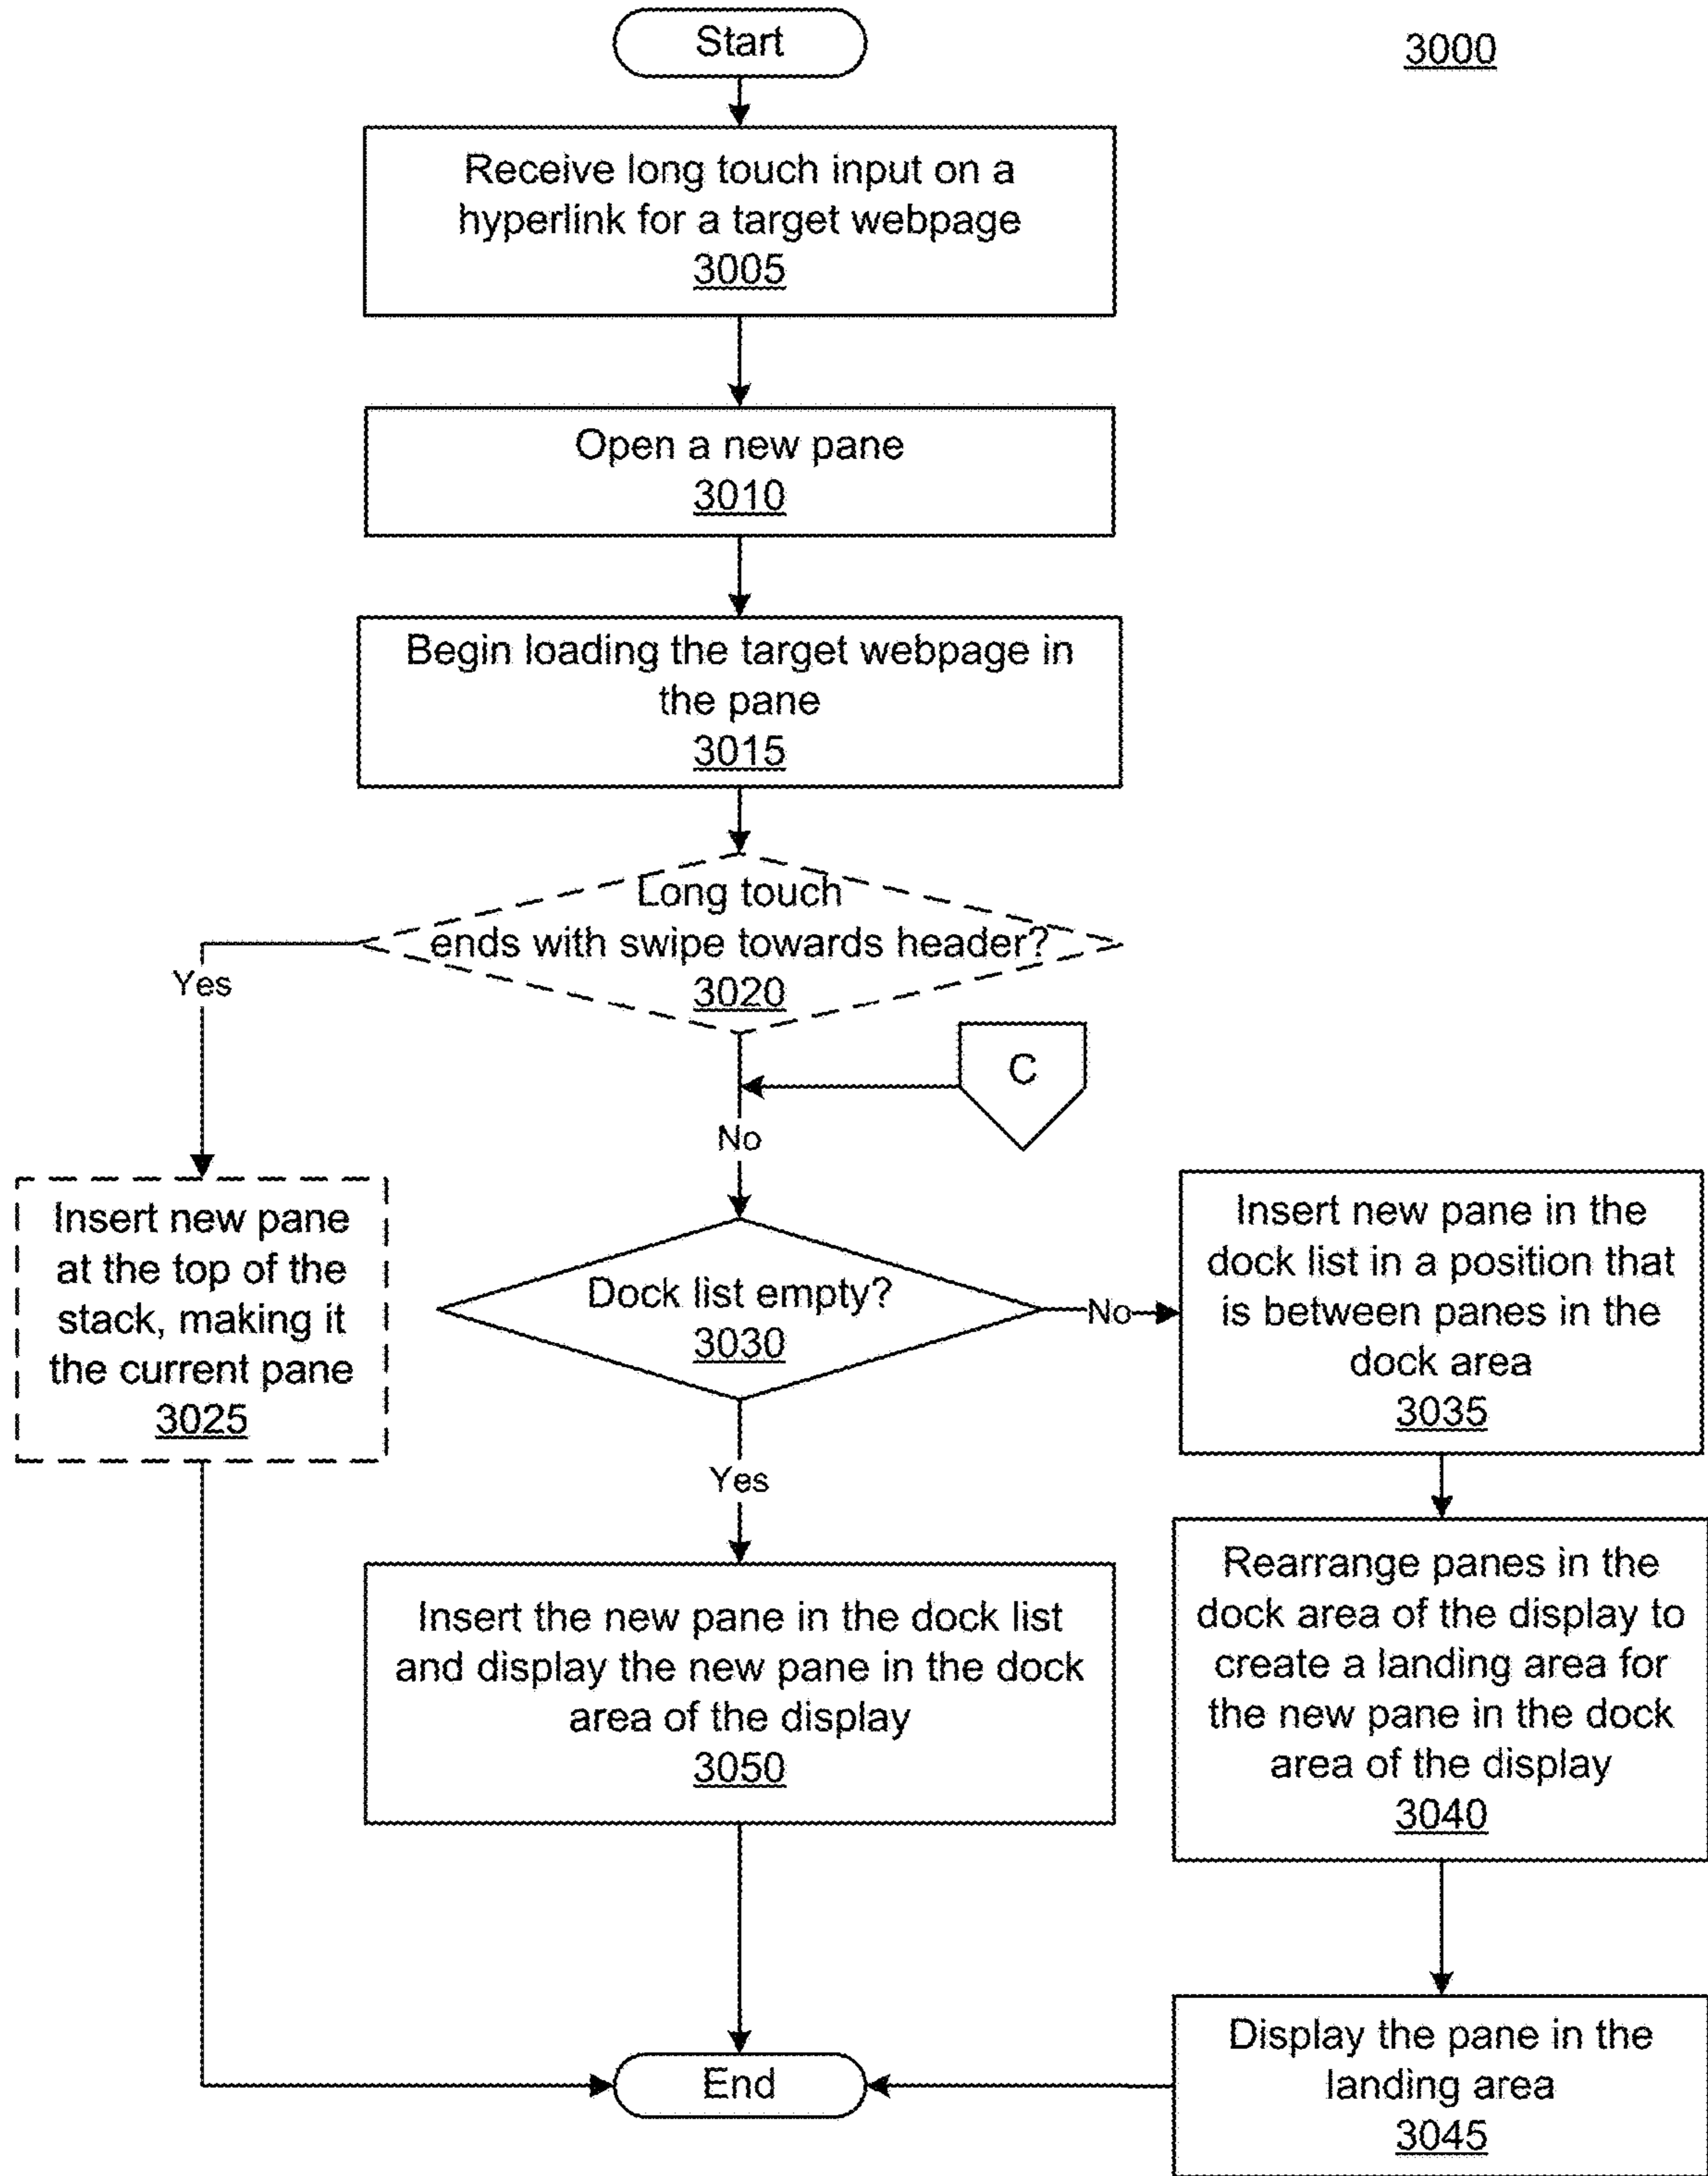 Start
3000
Receive long touch input on a
hyperlink for a target webpage
3005
Open a new pane
3010
Begin loading the target webpage in
the pane
3015
Long touch
ends with swipe towards header?
3020
Yes
C
No
Insert new pane
at the top of the
stack, making it
the current pane
3025
Dock list empty?
3030
No
Insert new pane in the
dock list in a position that
is between panes in the
dock area
3035
Yes
Insert the new pane in the dock list
and display the new pane in the dock
area of the display
3050
Rearrange panes in the
dock area of the display to
create a landing area for
the new pane in the dock
area of the display
3040
Display the pane in the
landing area
3045
End